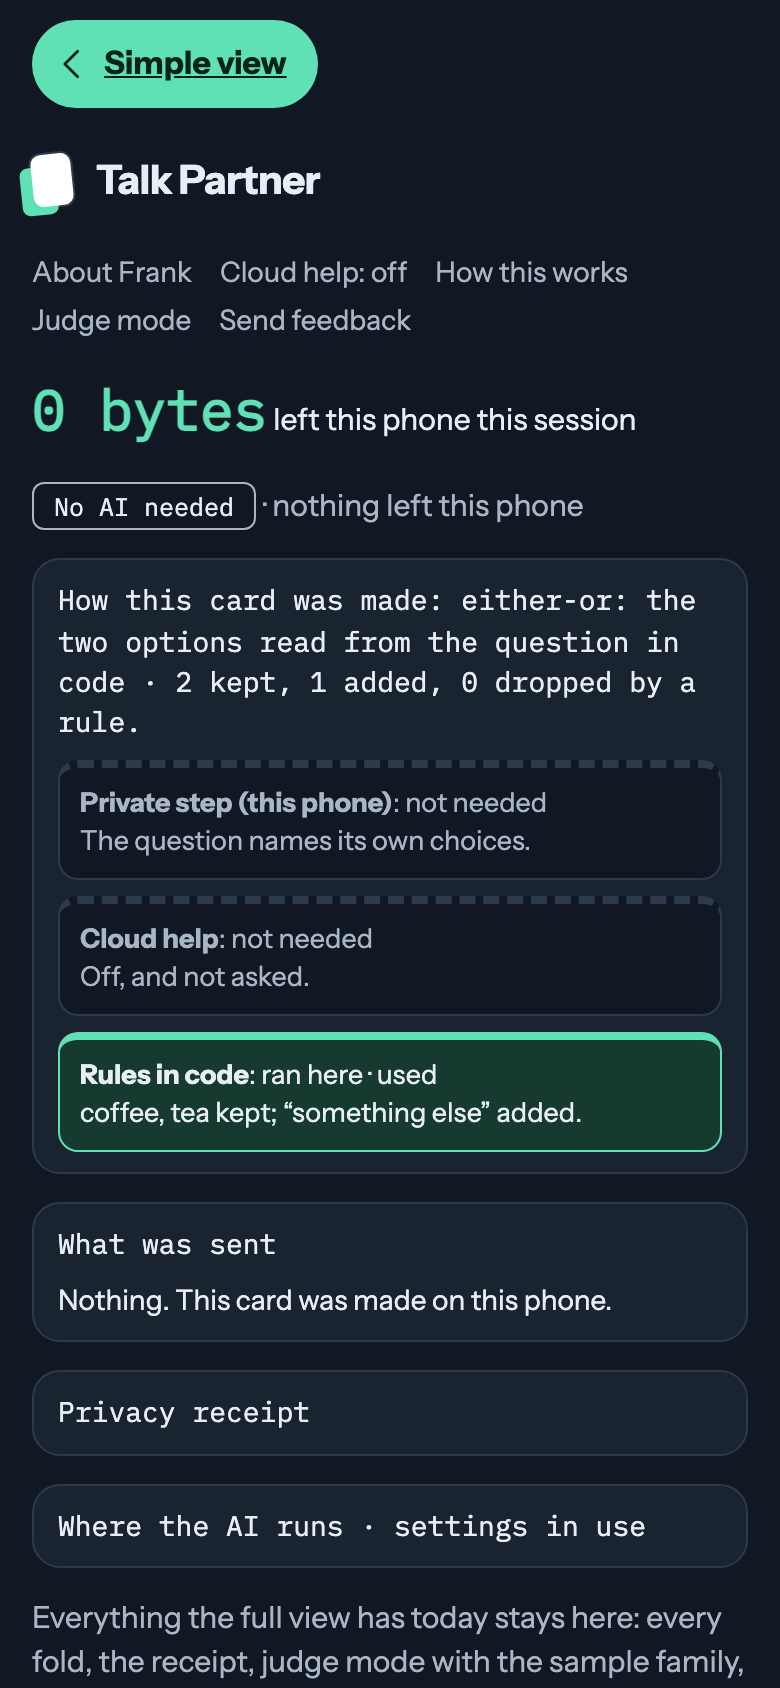 Simple view
Talk Partner
About Frank Cloud help: off How this works
Judge mode Send feedback
0 bytes left this phone this session
No AI needed · nothing left this phone
How this card was made: either-or: the
two options read from the question in
code · 2 kept, 1 added, 0 dropped by a
rule.
Private step (this phone): not needed
The question names its own choices.
Cloud help: not needed
Off, and not asked.
Rules in code: ran here · used
coffee, tea kept; “something else” added.
What was sent
Nothing. This card was made on this phone.
Privacy receipt
Where the AI runs · settings in use
Everything the full view has today stays here: every
fold, the receipt, judge mode with the sample family,